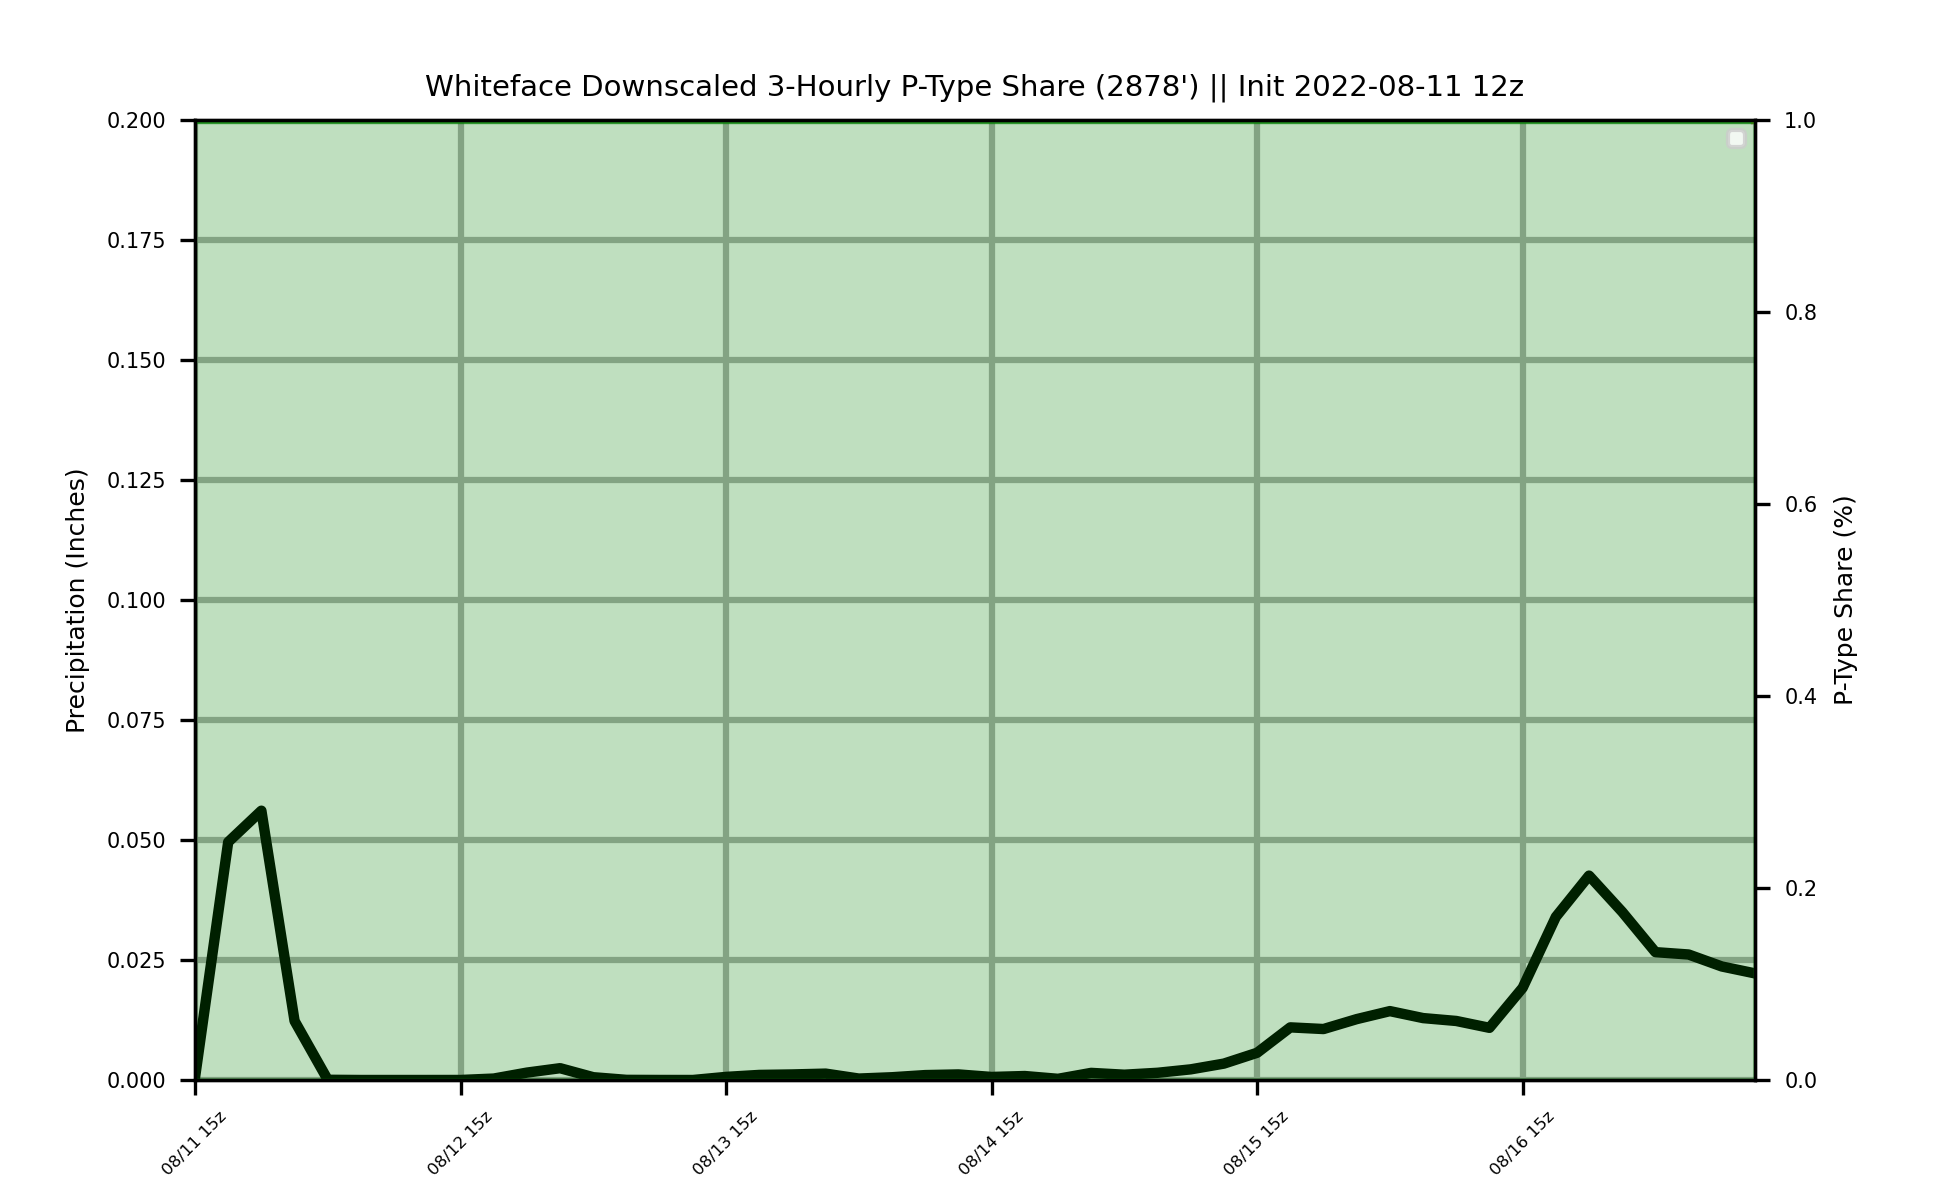 Whiteface Downscaled 3-Hourly P-Type Share (2878') || Init 2022-08-11 12z
Precipitation (Inches)
0.200
0.175
0.150
0.125
0.100
0.075
0.050
0.025
0.000
1.0
0.8
0.6
0.4
0.2
0.0
P-Type Share (%)
08/11 15z
08/12 15z
08/13 15z
08/14 15z
08/15 15z
08/16 15z